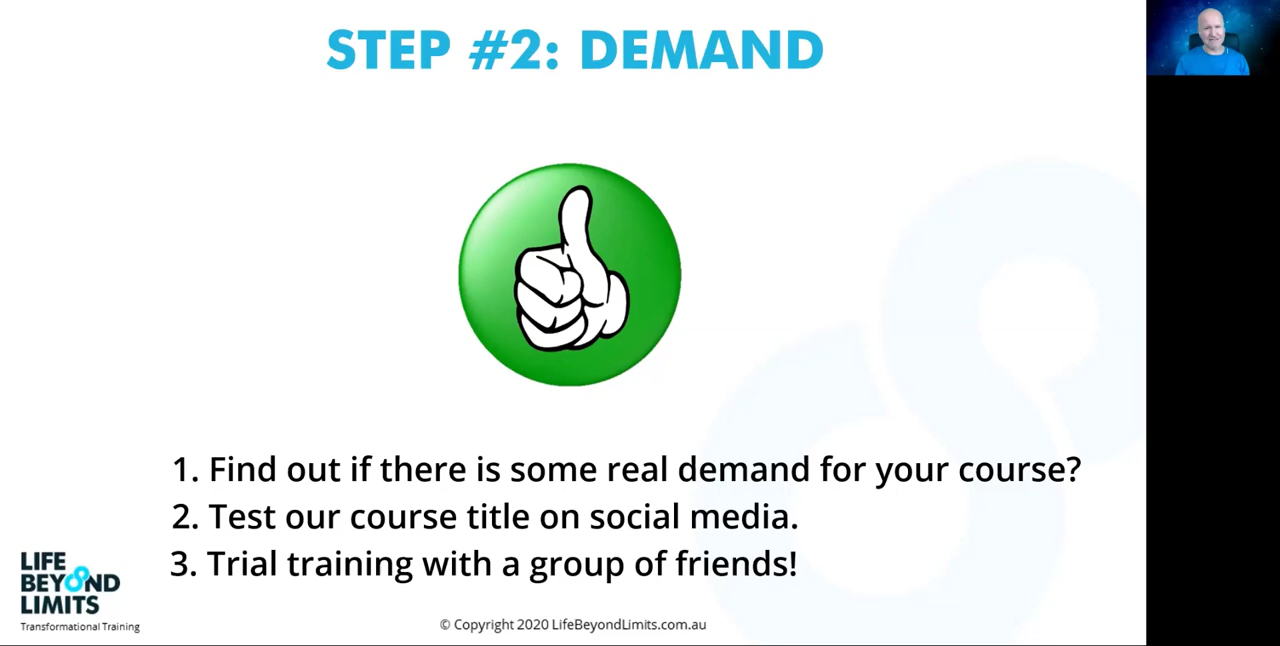 STEP #2: DEMAND
1. Find out if there is some real demand for your course?
2. Test our course title on social media.
3. Trial training with a group of friends!
LIFE
BEYOND
LIMITS
Transformational Training
© Copyright 2020 LifeBeyondLimits.com.au